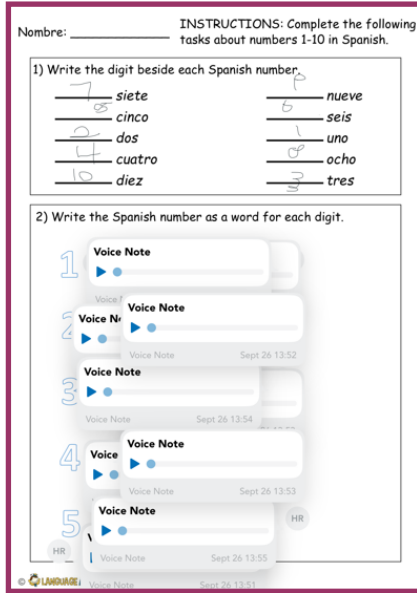 Nombre: ____________
INSTRUCTIONS: Complete the following
tasks about numbers 1-10 in Spanish.
1) Write the digit beside each Spanish number.
7 siete
nueve
cinco
6 seis
2 dos
1 uno
4 cuatro
8 ocho
10 diez
3 tres
3
2) Write the Spanish number as a word for each digit.
1
Voice Note
Voice
Voice Note
2
Voice N
Voice Note Sept 26 13:52
Voice Note
3
Voice Note Sept 26 13:54
Voice Note
4
Voice
Voice Note Sept 26 13:53
Voice Note
5
HR
HR
Voice Note Sept 26 13:55
© LANGUAGE
Voice Note Sept 26 13:51